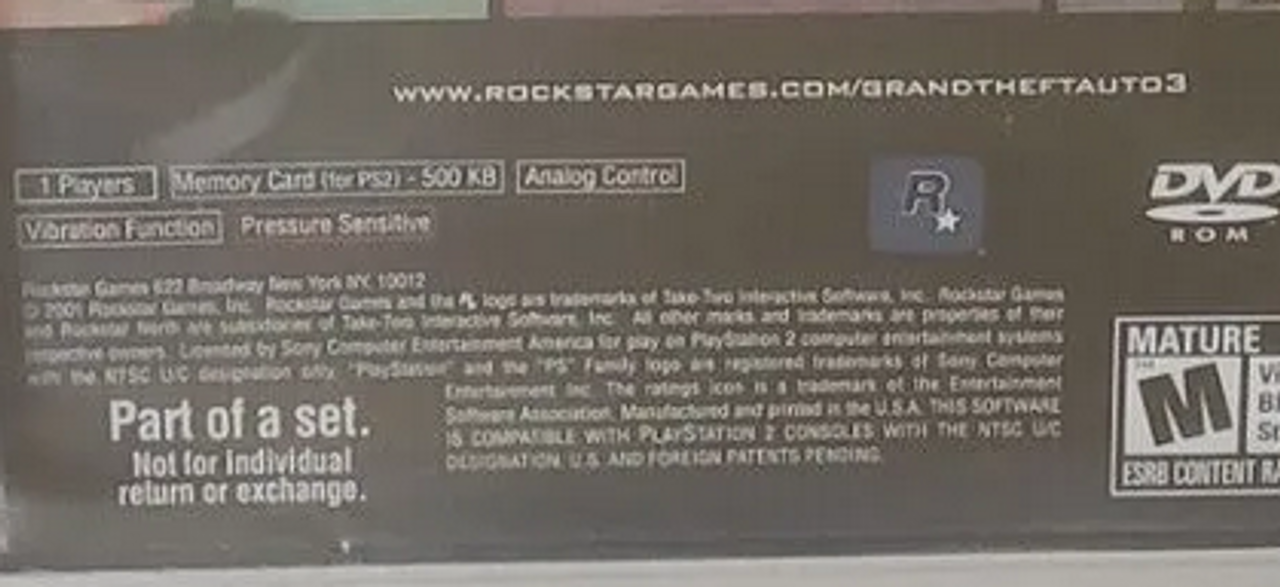 WWW.ROCKSTARGAMES.COM/GRANDTHEFTAUTO3
1 Players
Memory Card (for PS2) - 500 KB
Analog Control
Vibration Function
Pressure Sensitive
R
DVD
ROM
Rockstar Games 622 Broadway New York NY, 10012
© 2001 Rockstar Games, Inc. Rockstar Games and the R logo are trademarks of Take-Two Interactive Software, Inc. Rockstar Games
and Rockstar North are subsidiaries of Take-Two Interactive Software, Inc. All other marks and trademarks are properties of their
respective owners. Licensed by Sony Computer Entertainment America for play on PlayStation 2 computer entertainment systems
with the NTSC U/C designation only. "PlayStation" and the "PS" Family logo are registered trademarks of Sony Computer
Entertainment Inc. The ratings icon is a trademark of the Entertainment
Software Association. Manufactured and printed in the U.S.A. THIS SOFTWARE
IS COMPATIBLE WITH PLAYSTATION 2 CONSOLES WITH THE NTSC U/C
DESIGNATION. U.S. AND FOREIGN PATENTS PENDING.
Part of a set.
Not for individual
return or exchange.
MATURE
M
ESRB CONTENT